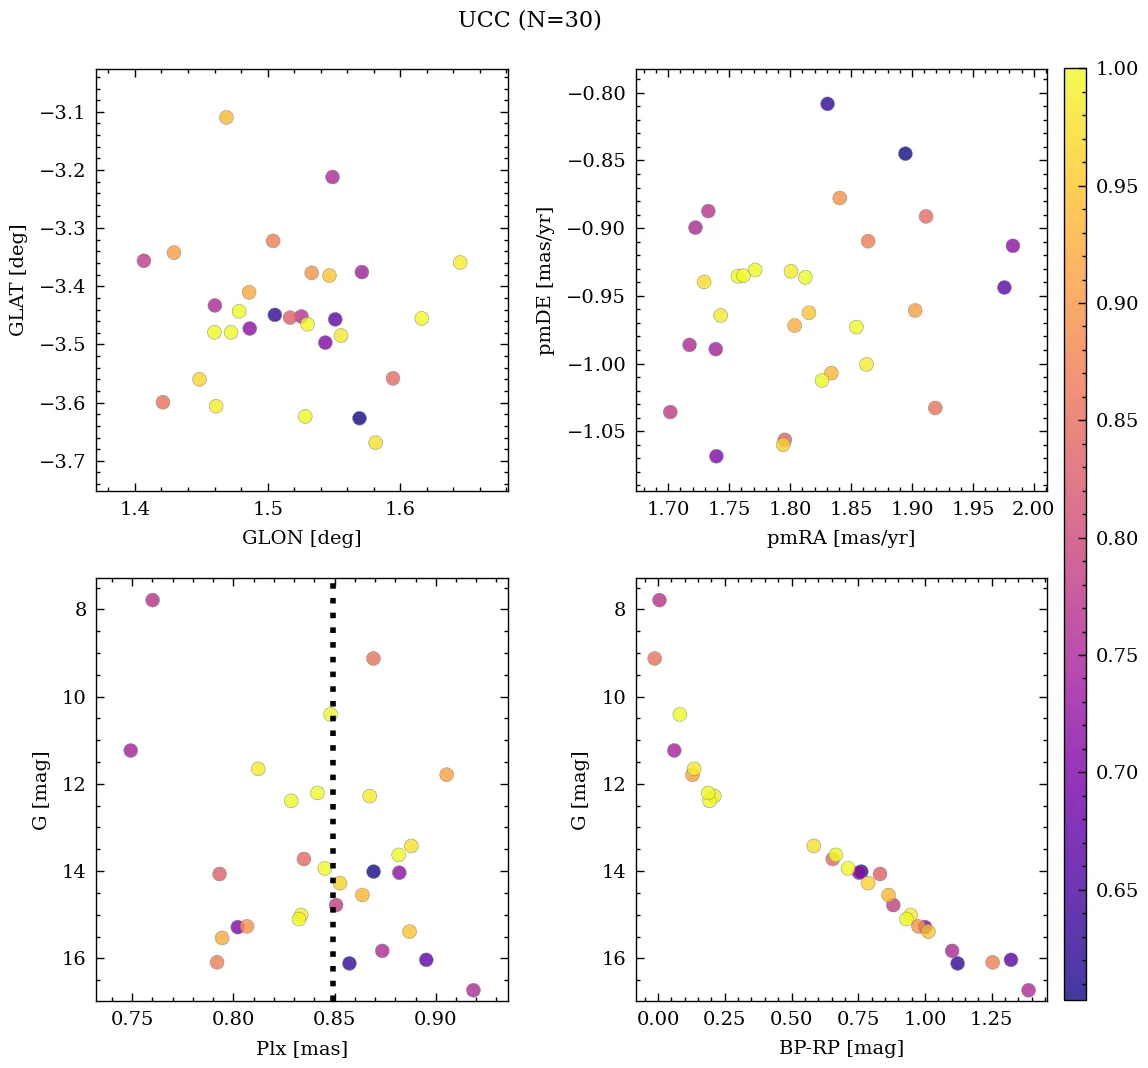 UCC (N=30)
−3.1
−3.2
−3.3
−3.4
−3.5
−3.6
−3.7
GLAT [deg]
1.4 1.5 1.6
GLON [deg]
−0.80
−0.85
−0.90
−0.95
−1.00
−1.05
pmDE [mas/yr]
1.70 1.75 1.80 1.85 1.90 1.95 2.00
pmRA [mas/yr]
8
10
12
14
16
G [mag]
0.75 0.80 0.85 0.90
Plx [mas]
8
10
12
14
16
G [mag]
0.00 0.25 0.50 0.75 1.00 1.25
BP-RP [mag]
1.00
0.95
0.90
0.85
0.80
0.75
0.70
0.65